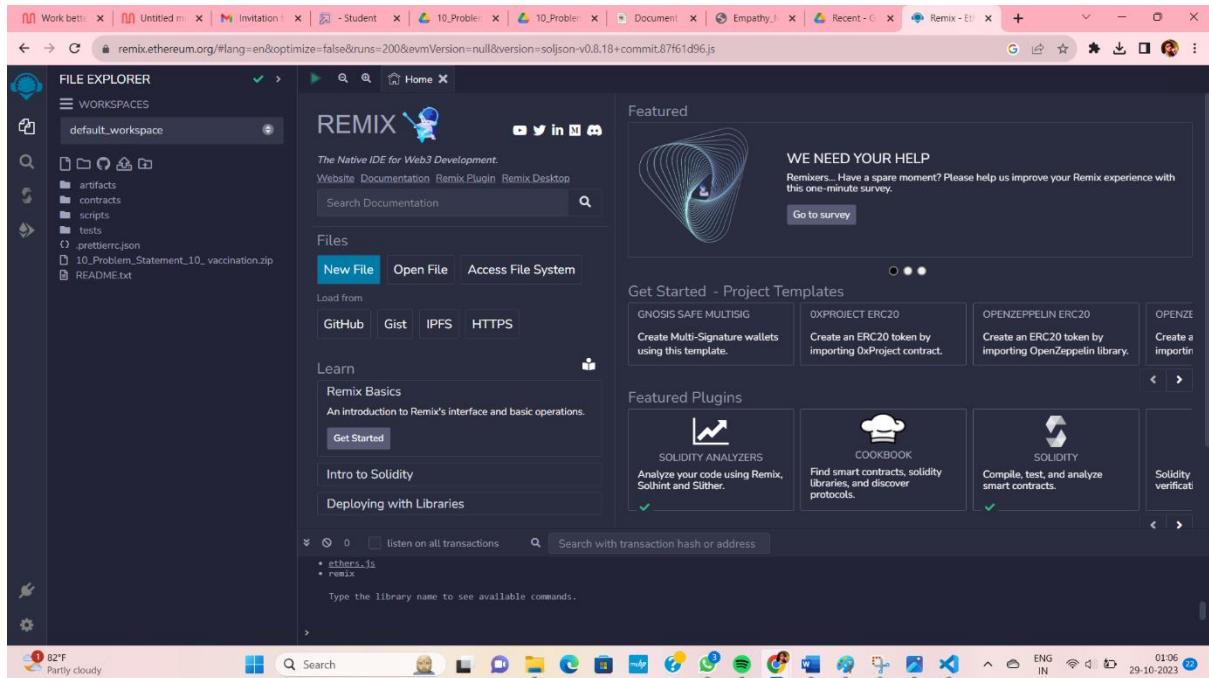 Work bette
Untitled m
Invitation f
- Student
10_Problem
10_Problem
Document
Empathy_M
Recent - G
Remix - Eth
remix.ethereum.org/#lang=en&optimize=false&runs=200&evmVersion=null&version=soljson-v0.8.18+commit.87f61d96.js
FILE EXPLORER
WORKSPACES
default_workspace
artifacts
contracts
scripts
tests
.prettierrc.json
10_Problem_Statement_10_ vaccination.zip
README.txt
Home
REMIX
The Native IDE for Web3 Development.
Website Documentation Remix Plugin Remix Desktop
Search Documentation
Files
New File Open File Access File System
Load from
GitHub Gist IPFS HTTPS
Learn
Remix Basics
An introduction to Remix's interface and basic operations.
Get Started
Intro to Solidity
Deploying with Libraries
Featured
WE NEED YOUR HELP
Remixers... Have a spare moment? Please help us improve your Remix experience with
this one-minute survey.
Go to survey
Get Started - Project Templates
GNOSIS SAFE MULTISIG
Create Multi-Signature wallets
using this template.
0XPROJECT ERC20
Create an ERC20 token by
importing 0xProject contract.
OPENZEPPELIN ERC20
Create an ERC20 token by
importing OpenZeppelin library.
OPENZE
Create a
importin
Featured Plugins
SOLIDITY ANALYZERS
Analyze your code using Remix,
Solhint and Slither.
COOKBOOK
Find smart contracts, solidity
libraries, and discover
protocols.
SOLIDITY
Compile, test, and analyze
smart contracts.
Solidity
verificati
0 listen on all transactions Search with transaction hash or address
• ethers.js
• remix
Type the library name to see available commands.
>
82°F
Partly cloudy
Search
ENG
IN
01:06
29-10-2023
22